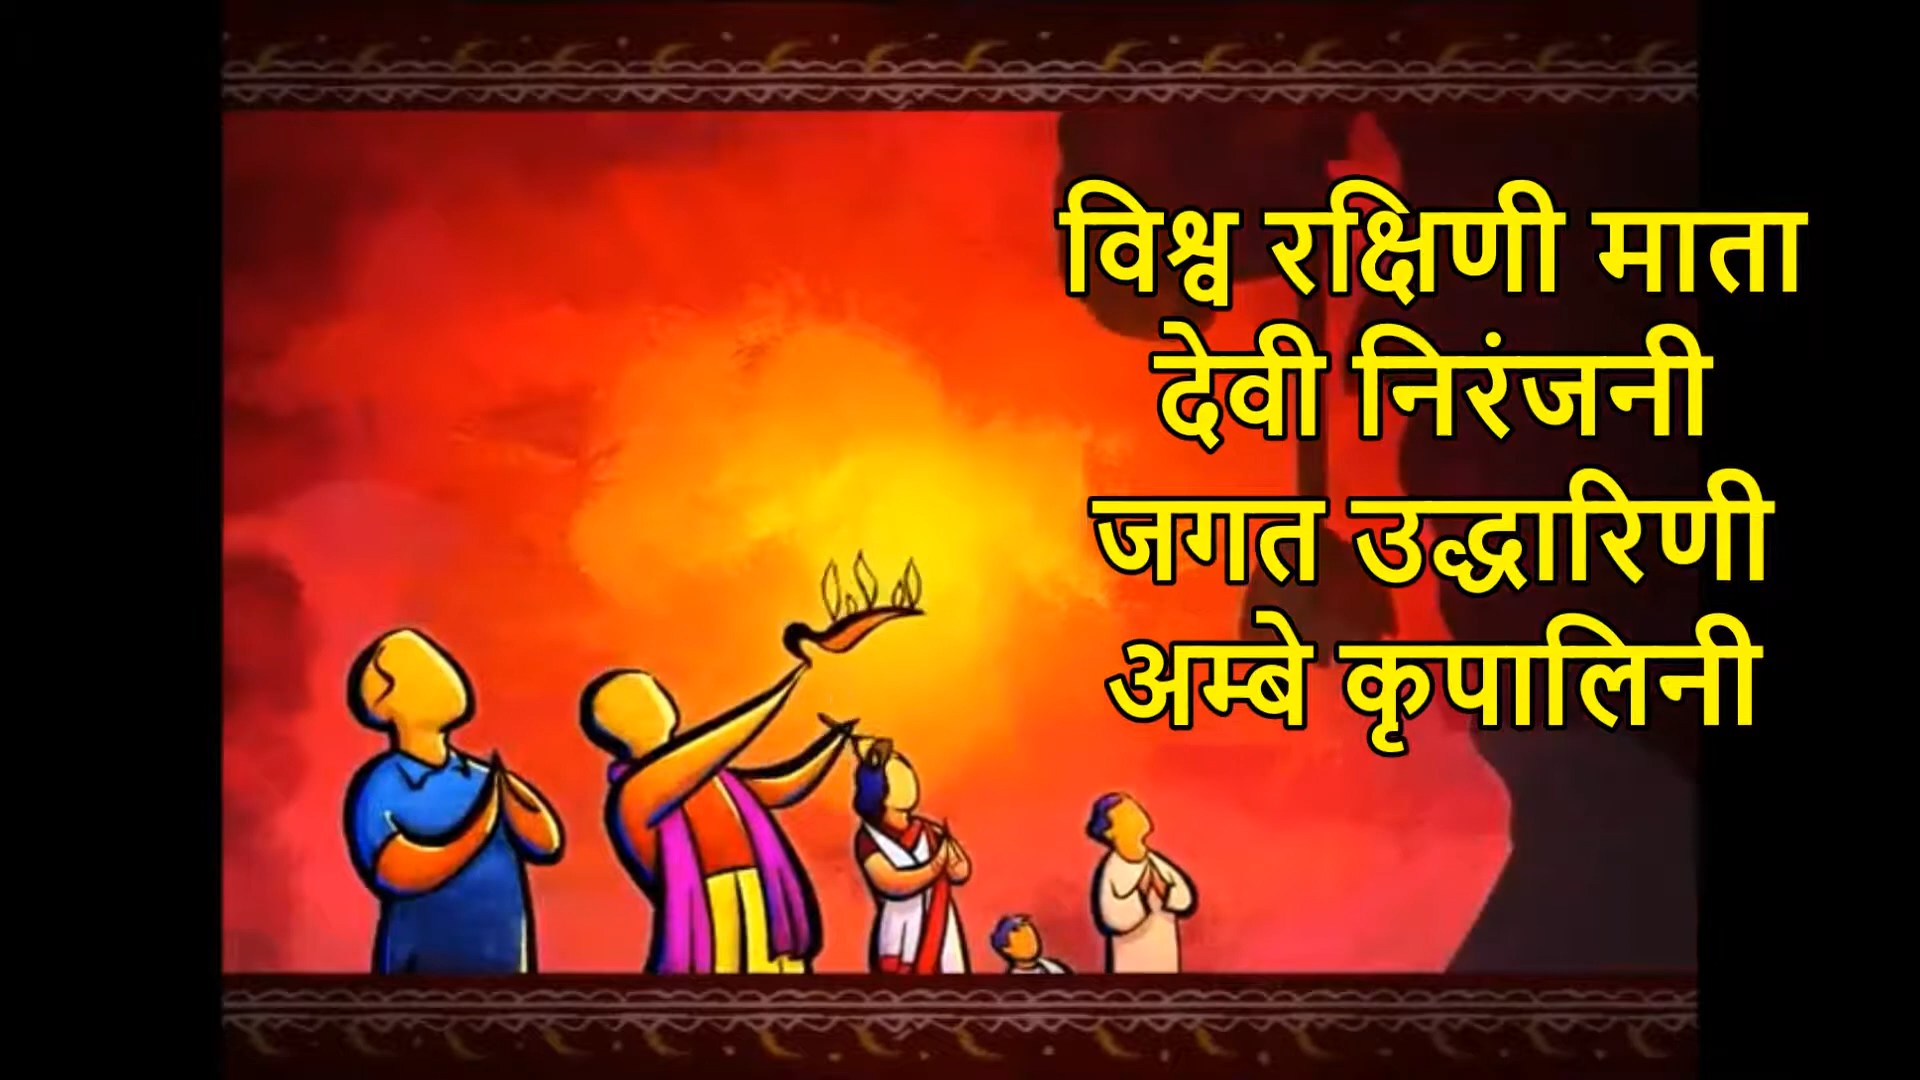 विश्व रक्षिणी माता
देवी निरंजनी
जगत उद्धारिणी
अम्बे कृपालिनी